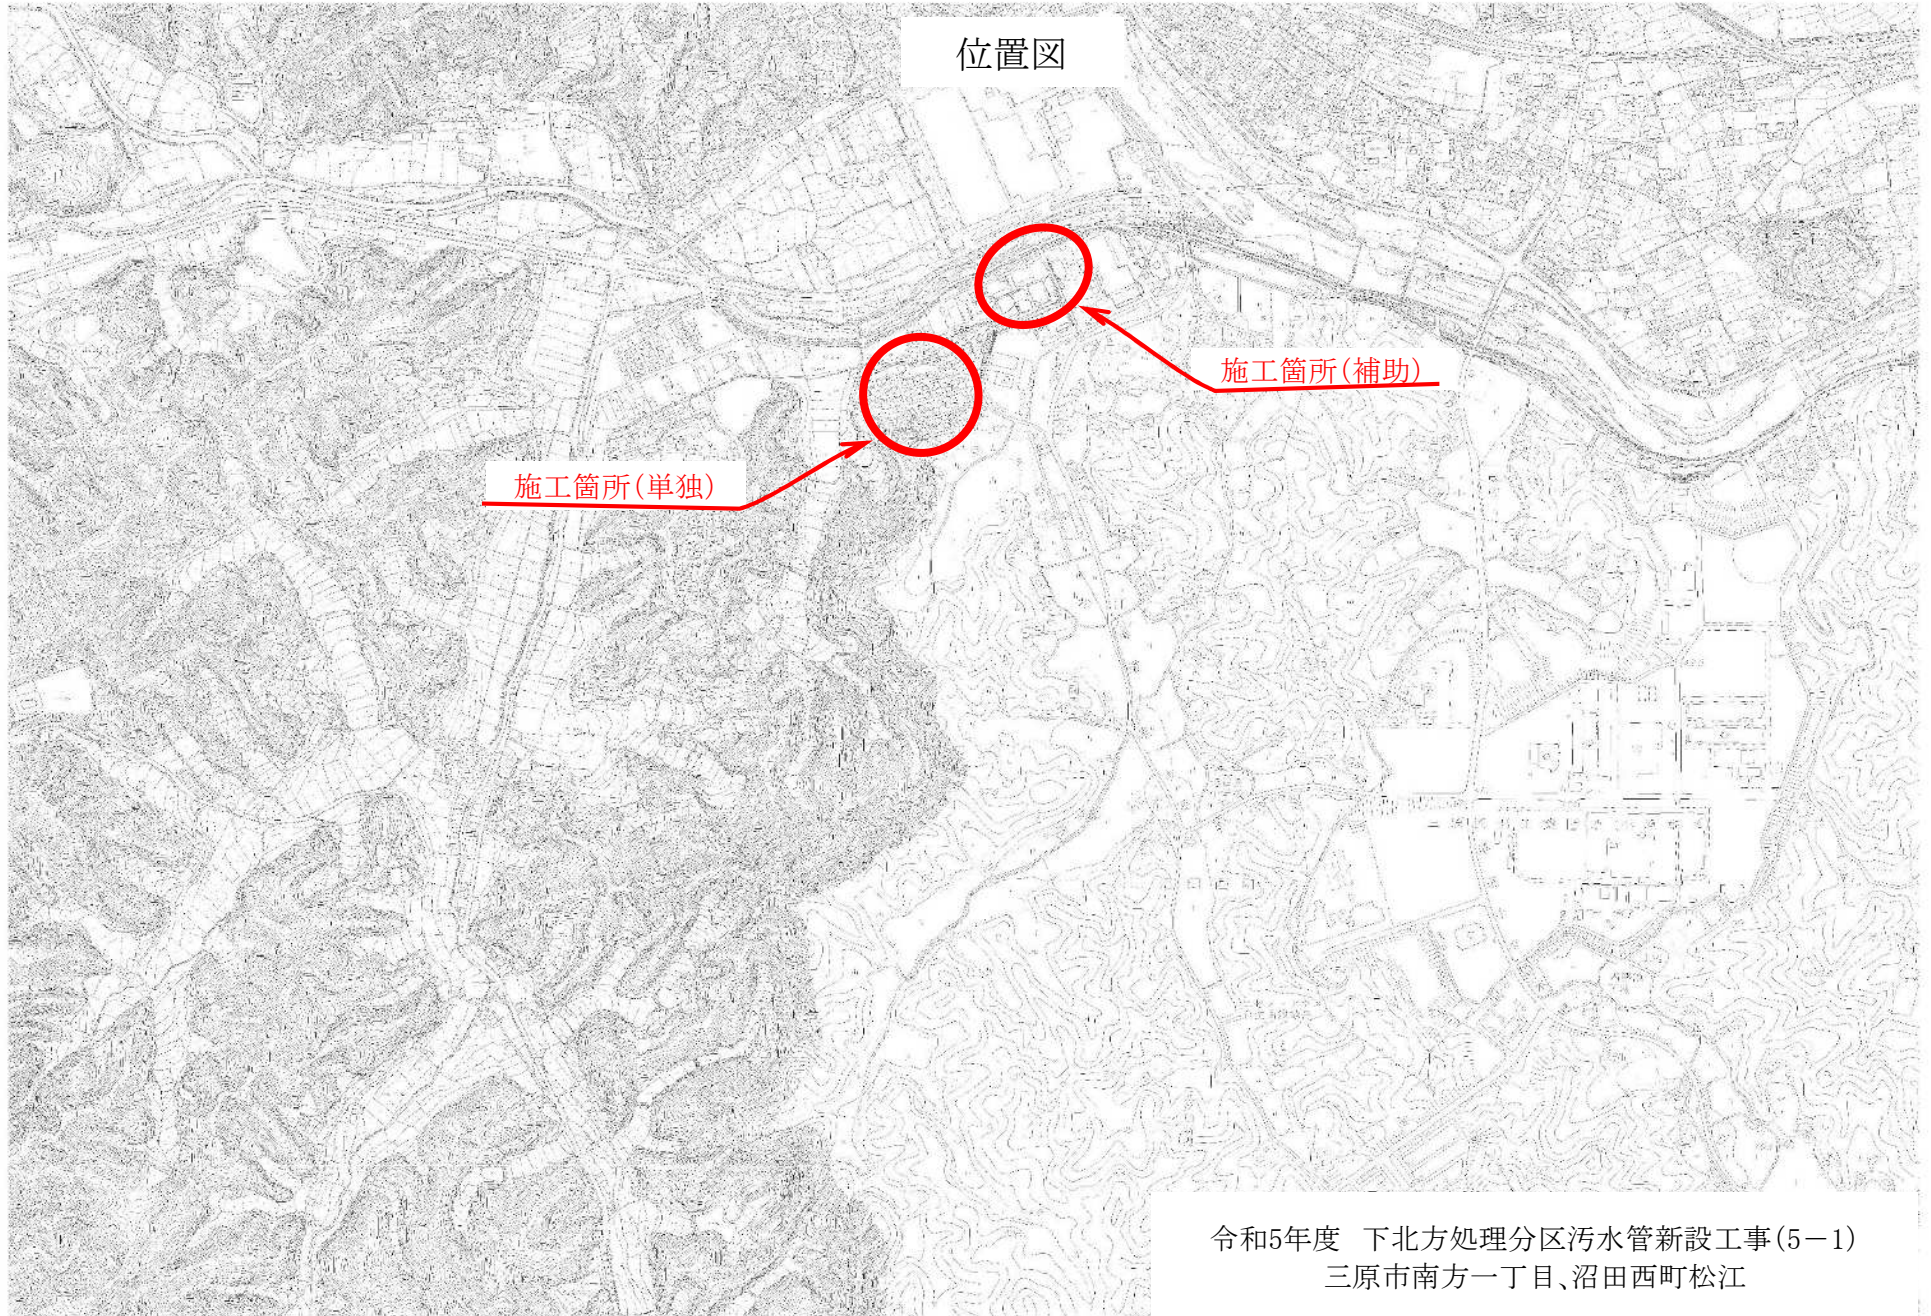 位置図
施工箇所(補助)
施工箇所(単独)
令和5年度 下北方処理分区汚水管新設工事(5－1)
三原市南方一丁目、沼田西町松江